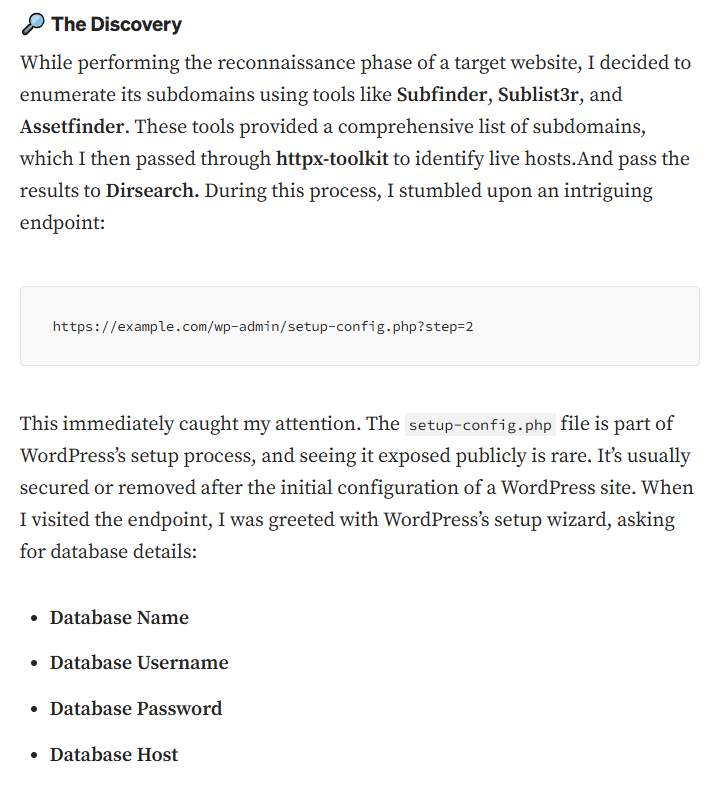 🔎 The Discovery
While performing the reconnaissance phase of a target website, I decided to
enumerate its subdomains using tools like Subfinder, Sublist3r, and
Assetfinder. These tools provided a comprehensive list of subdomains,
which I then passed through httpx-toolkit to identify live hosts.And pass the
results to Dirsearch. During this process, I stumbled upon an intriguing
endpoint:
https://example.com/wp-admin/setup-config.php?step=2
This immediately caught my attention. The setup-config.php file is part of
WordPress’s setup process, and seeing it exposed publicly is rare. It’s usually
secured or removed after the initial configuration of a WordPress site. When
I visited the endpoint, I was greeted with WordPress’s setup wizard, asking
for database details:
• Database Name
• Database Username
• Database Password
• Database Host